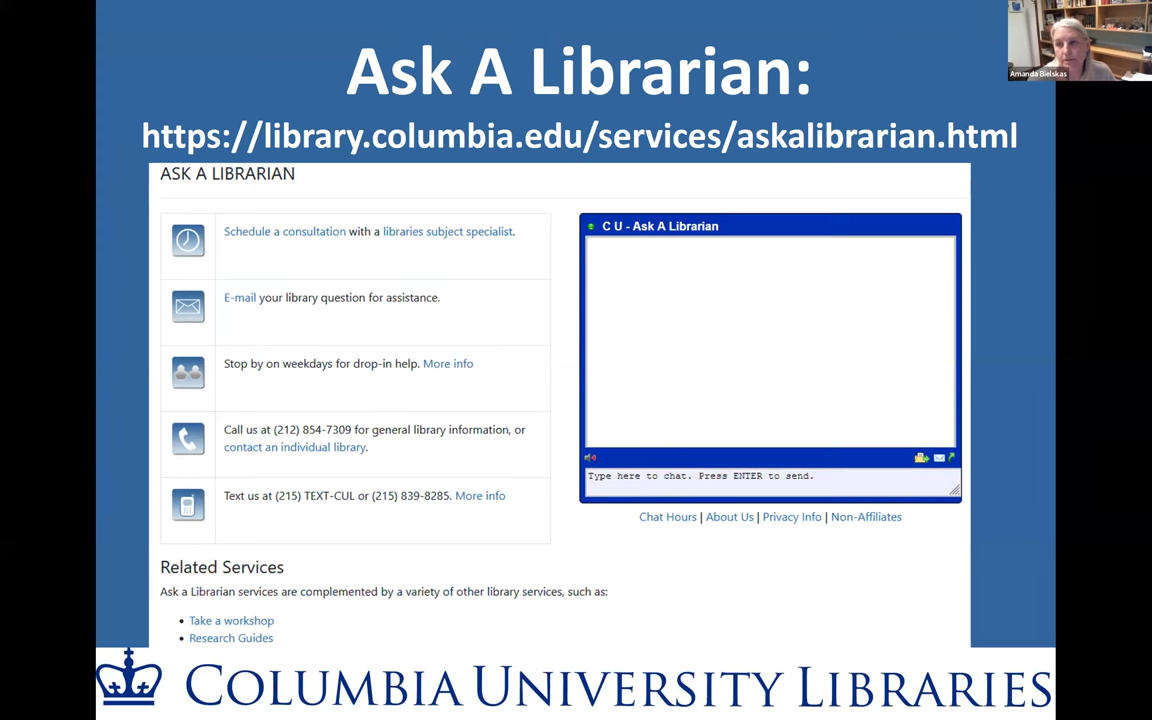 Ask A Librarian:
https://library.columbia.edu/services/askalibrarian.html
Amanda Bielskas
ASK A LIBRARIAN
Schedule a consultation with a libraries subject specialist.
E-mail your library question for assistance.
Stop by on weekdays for drop-in help. More info
Call us at (212) 854-7309 for general library information, or
contact an individual library.
Text us at (215) TEXT-CUL or (215) 839-8285. More info
C U - Ask A Librarian
Type here to chat. Press ENTER to send.
Chat Hours | About Us | Privacy Info | Non-Affiliates
Related Services
Ask a Librarian services are complemented by a variety of other library services, such as:
• Take a workshop
• Research Guides
COLUMBIA UNIVERSITY LIBRARIES